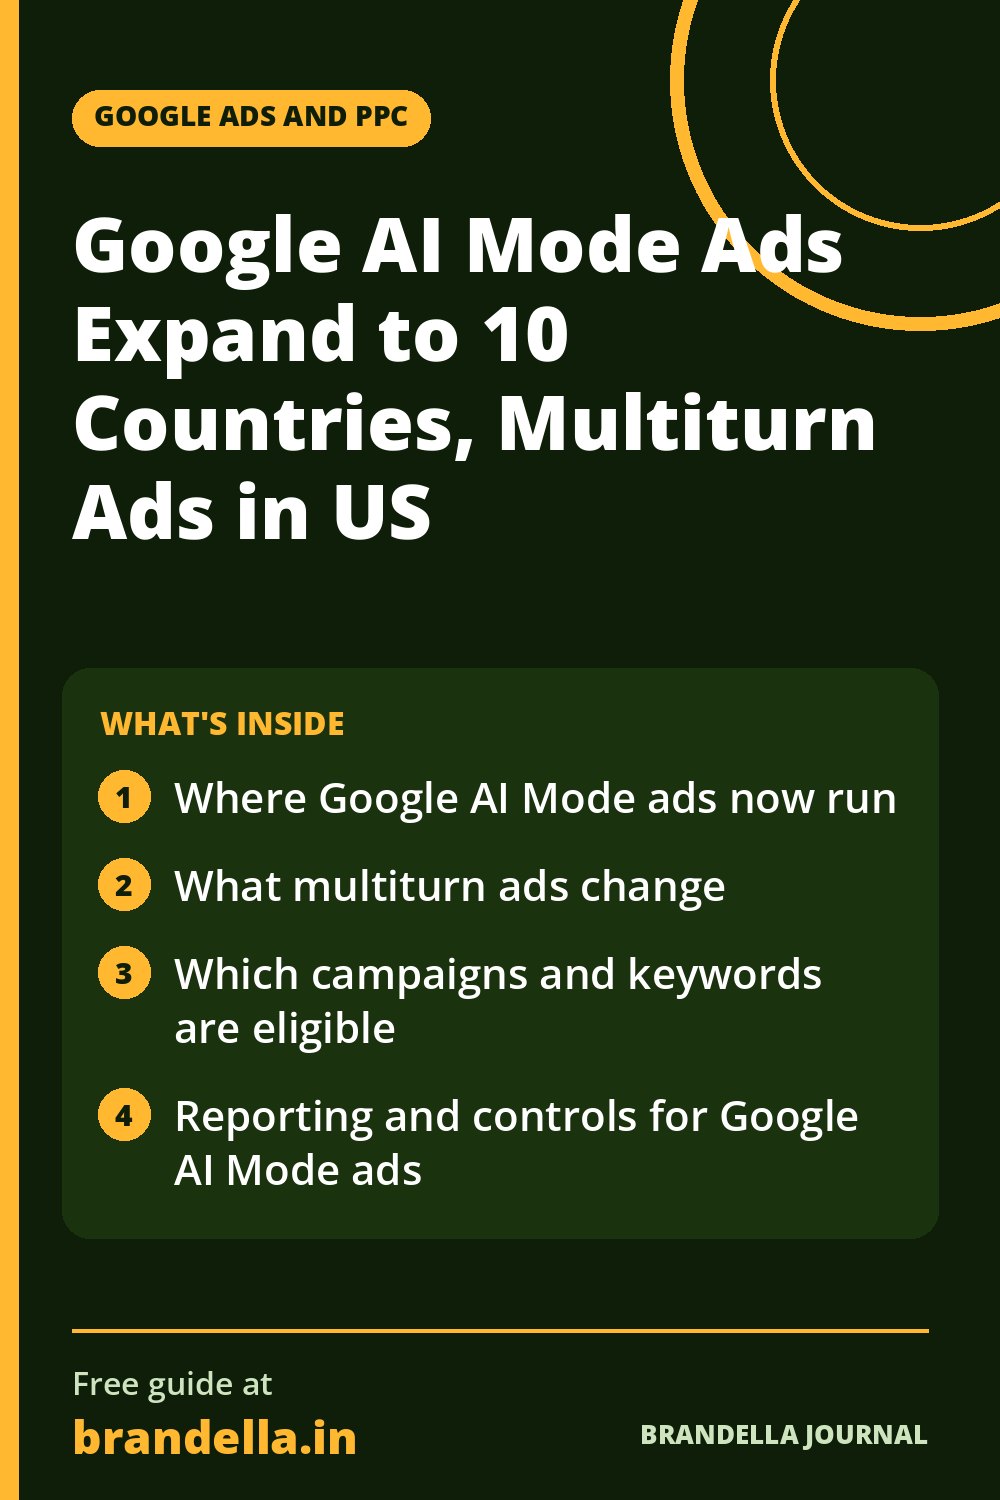 GOOGLE ADS AND PPC
Google AI Mode Ads
Expand to 10
Countries, Multiturn
Ads in US
WHAT'S INSIDE
1 Where Google AI Mode ads now run
2 What multiturn ads change
3 Which campaigns and keywords
are eligible
4 Reporting and controls for Google
AI Mode ads
Free guide at
brandella.in
BRANDELLA JOURNAL